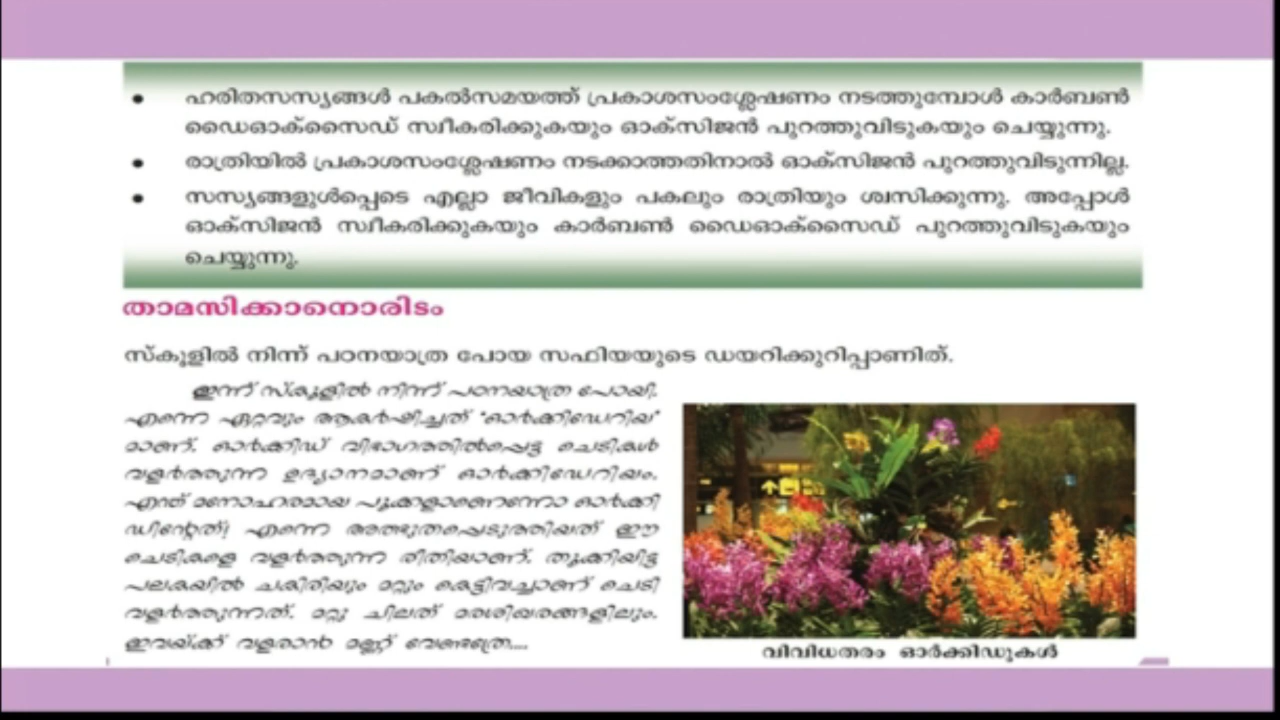 • ഹരിതസസ്യങ്ങൾ പകൽസമയത്ത് പ്രകാശസംശ്ലേഷണം നടത്തുമ്പോൾ കാർബൺ
ഡൈഓക്സൈഡ് സ്വീകരിക്കുകയും ഓക്സിജൻ പുറത്തുവിടുകയും ചെയ്യുന്നു.
• രാത്രിയിൽ പ്രകാശസംശ്ലേഷണം നടക്കാത്തതിനാൽ ഓക്സിജൻ പുറത്തുവിടുന്നില്ല.
• സസ്യങ്ങളുൾപ്പെടെ എല്ലാ ജീവികളും പകലും രാത്രിയും ശ്വസിക്കുന്നു. അപ്പോൾ
ഓക്സിജൻ സ്വീകരിക്കുകയും കാർബൺ ഡൈഓക്സൈഡ് പുറത്തുവിടുകയും
ചെയ്യുന്നു.
താമസിക്കാനൊരിടം
സ്കൂളിൽ നിന്ന് പഠനയാത്ര പോയ സഫിയയുടെ ഡയറിക്കുറിപ്പാണിത്.
ഇന്ന് സ്കൂളിൽ നിന്ന് പഠനയാത്ര പോയി.
എന്നെ ഏറ്റവും ആകർഷിച്ചത് 'ഓർക്കിഡേറിയ'
മാണ്. ഓർക്കിഡ് വിഭാഗത്തിൽപ്പെട്ട ചെടികൾ
വളർത്തുന്ന ഉദ്യാനമാണ് ഓർക്കിഡേറിയം.
എന്ത് മനോഹരമായ പൂക്കളാണെന്നോ ഓർക്കി
ഡിന്റേത്! എന്നെ അത്ഭുതപ്പെടുത്തിയത് ഈ
ചെടികളെ വളർത്തുന്ന രീതിയാണ്. തൂക്കിയിട്ട
പലകയിൽ ചകിരിയും മറ്റും കെട്ടിവച്ചാണ് ചെടി
വളർത്തുന്നത്. മറ്റു ചിലത് മരശിഖരങ്ങളിലും.
ഇവയ്ക്ക് വളരാൻ മണ്ണ് വേണ്ടത്രേ....
വിവിധതരം ഓർക്കിഡുകൾ